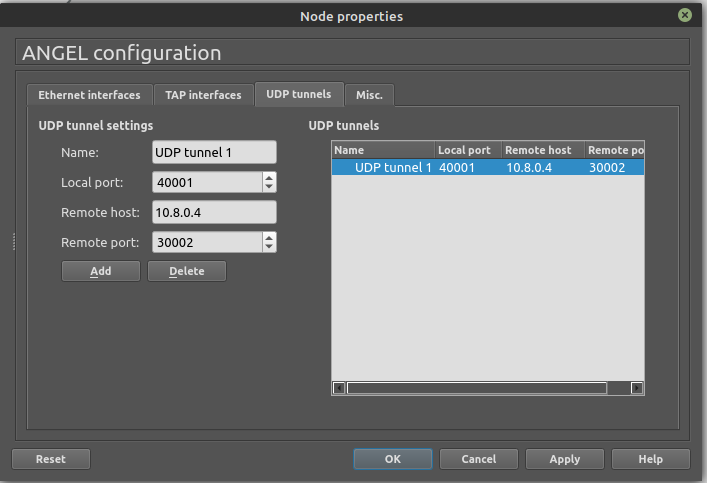 Node properties
ANGEL configuration
Ethernet interfaces TAP interfaces UDP tunnels Misc.
UDP tunnel settings
Name: UDP tunnel 1
Local port: 40001
Remote host: 10.8.0.4
Remote port: 30002
Add Delete
UDP tunnels
Name Local port Remote host Remote po
UDP tunnel 1 40001 10.8.0.4 30002
Reset OK Cancel Apply Help